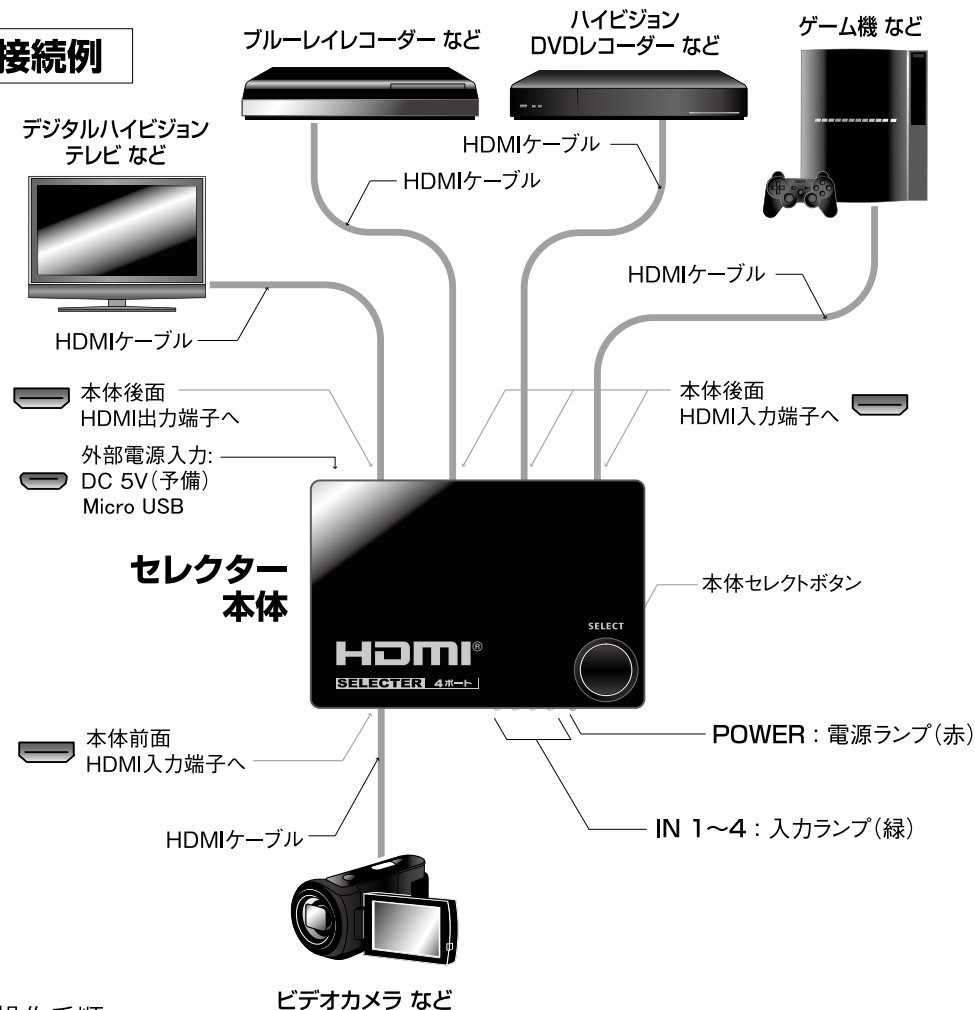 接続例
ブルーレイレコーダー など
ハイビジョン
DVDレコーダー など
ゲーム機 など
デジタルハイビジョン
テレビ など
HDMIケーブル
HDMIケーブル
HDMIケーブル
HDMIケーブル
本体後面
HDMI出力端子へ
本体後面
HDMI入力端子へ
外部電源入力:
DC 5V(予備)
Micro USB
セレクター
本体
本体セレクトボタン
SELECT
HDMI®
SELECTER 4ポート
本体前面
HDMI入力端子へ
POWER : 電源ランプ(赤)
IN 1〜4 : 入力ランプ(緑)
HDMIケーブル
ビデオカメラ など